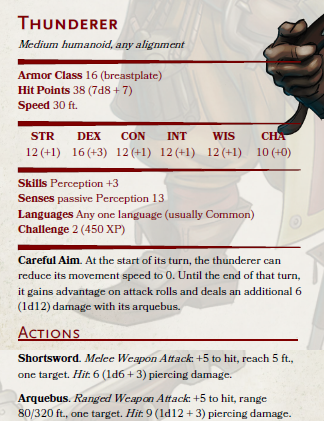 THUNDERER
Medium humanoid, any alignment
Armor Class 16 (breastplate)
Hit Points 38 (7d8 + 7)
Speed 30 ft.
STR DEX CON INT WIS CHA
12 (+1) 16 (+3) 12 (+1) 12 (+1) 12 (+1) 10 (+0)
Skills Perception +3
Senses passive Perception 13
Languages Any one language (usually Common)
Challenge 2 (450 XP)
Careful Aim. At the start of its turn, the thunderer can
reduce its movement speed to 0. Until the end of that turn,
it gains advantage on attack rolls and deals an additional 6
(1d12) damage with its arquebus.
ACTIONS
Shortsword. Melee Weapon Attack: +5 to hit, reach 5 ft.,
one target. Hit: 6 (1d6 + 3) piercing damage.
Arquebus. Ranged Weapon Attack: +5 to hit, range
80/320 ft., one target. Hit: 9 (1d12 + 3) piercing damage.